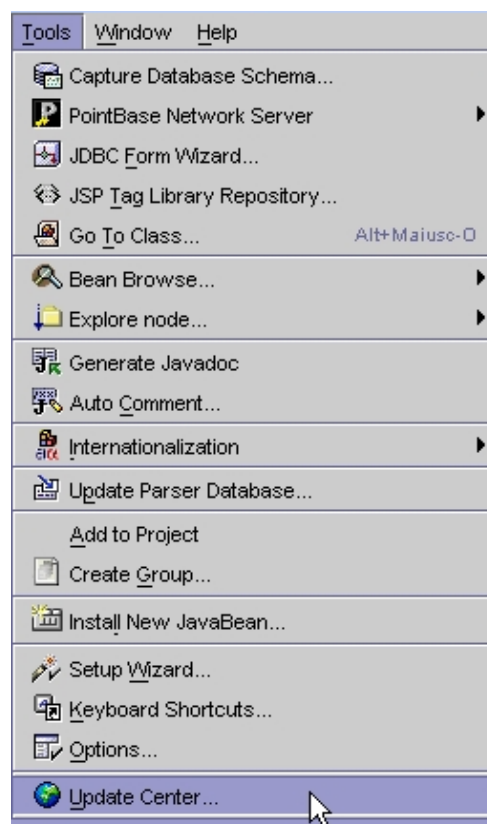 Tools Window Help
Capture Database Schema...
PointBase Network Server
JDBC Form Wizard...
JSP Tag Library Repository...
Go To Class... Alt+Maiusc-O
Bean Browse...
Explore node...
Generate Javadoc
Auto Comment...
Internationalization
Update Parser Database...
Add to Project
Create Group...
Install New JavaBean...
Setup Wizard...
Keyboard Shortcuts...
Options...
Update Center...